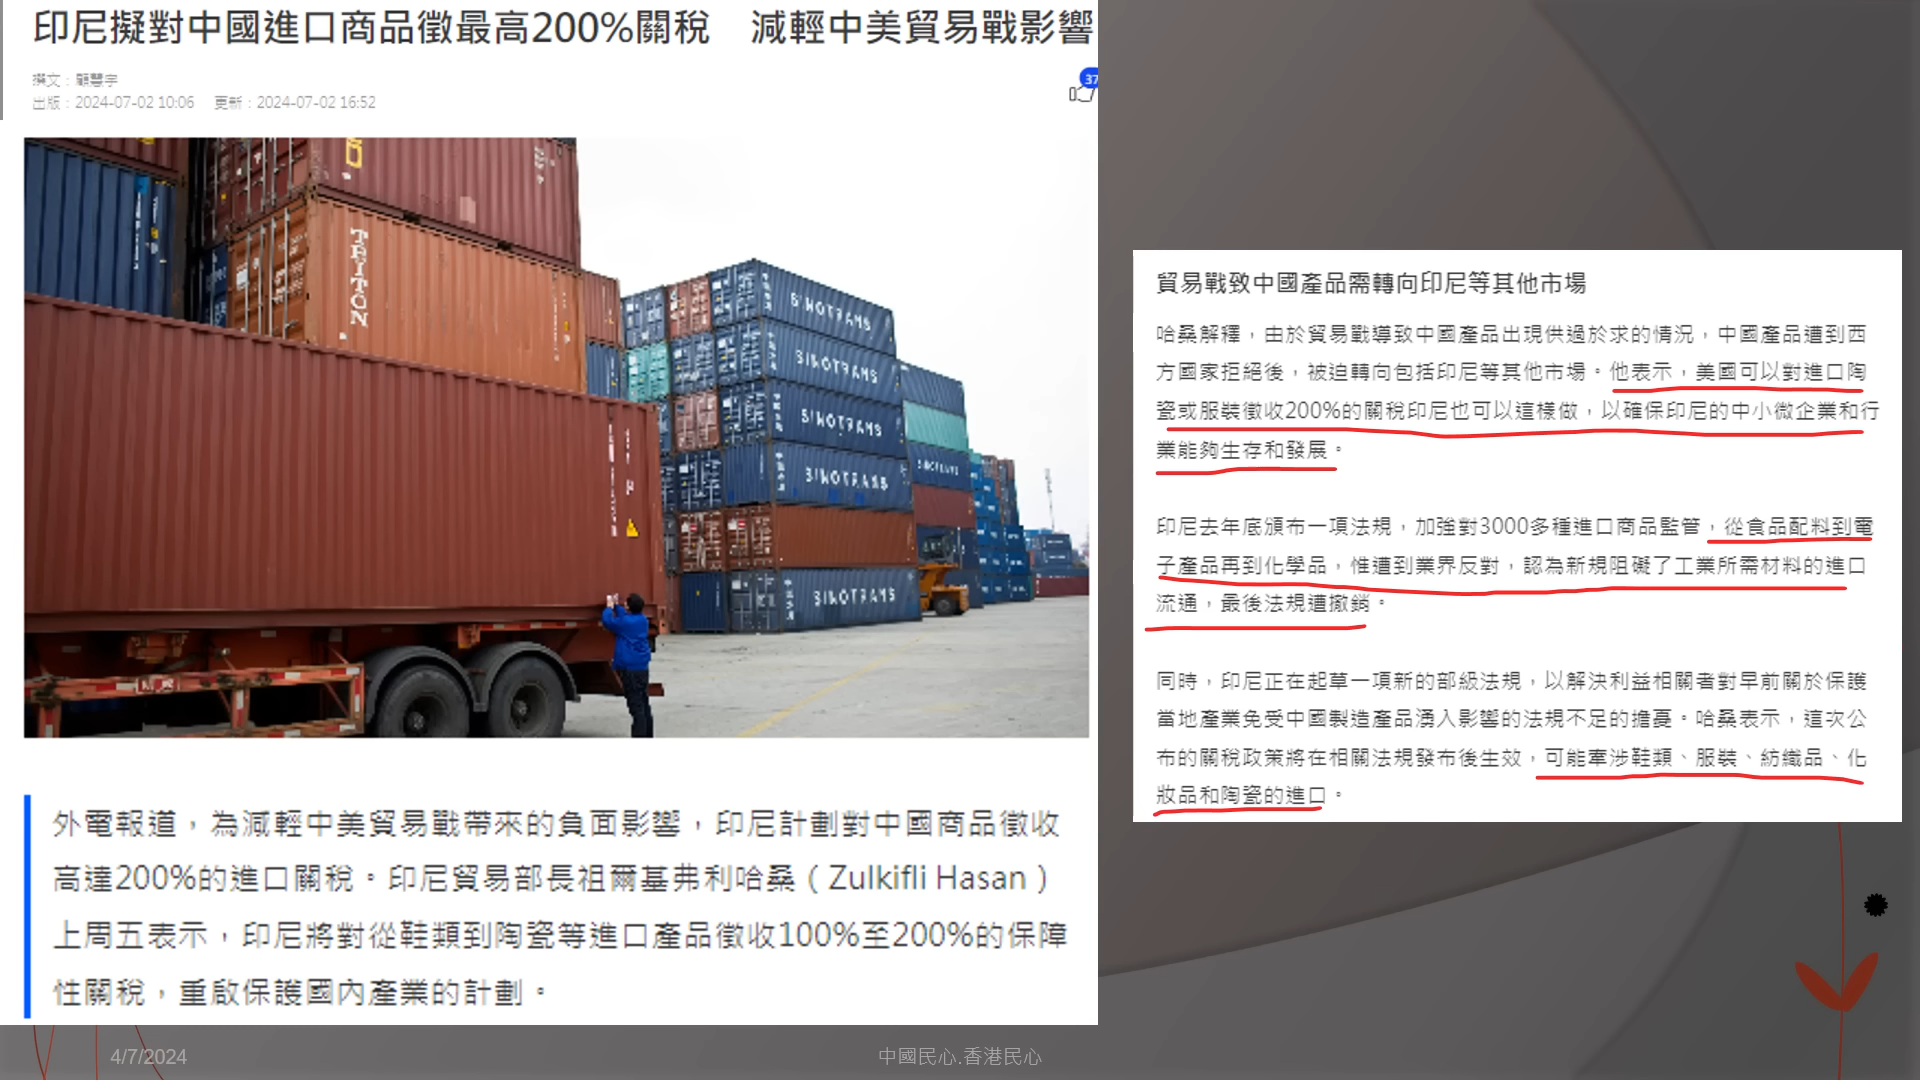 印尼擬對中國進口商品徵最高200%關稅　減輕中美貿易戰影響
撰文：顧慧宇
出版：2024-07-02 10:06　更新：2024-07-02 16:52
37
TRITON
SINOTRANS
SINOTRANS
SINOTRANS
SINOTRANS
SINOTRANS
SINOTRANS
外電報道，為減輕中美貿易戰帶來的負面影響，印尼計劃對中國商品徵收
高達200%的進口關稅。印尼貿易部長祖爾基弗利哈桑（Zulkifli Hasan）
上周五表示，印尼將對從鞋類到陶瓷等進口產品徵收100%至200%的保障
性關稅，重啟保護國內產業的計劃。
貿易戰致中國產品需轉向印尼等其他市場
哈桑解釋，由於貿易戰導致中國產品出現供過於求的情況，中國產品遭到西
方國家拒絕後，被迫轉向包括印尼等其他市場。他表示，美國可以對進口陶
瓷或服裝徵收200%的關稅印尼也可以這樣做，以確保印尼的中小微企業和行
業能夠生存和發展。
印尼去年底頒布一項法規，加強對3000多種進口商品監管，從食品配料到電
子產品再到化學品，惟遭到業界反對，認為新規阻礙了工業所需材料的進口
流通，最後法規遭撤銷。
同時，印尼正在起草一項新的部級法規，以解決利益相關者對早前關於保護
當地產業免受中國製造產品湧入影響的法規不足的擔憂。哈桑表示，這次公
布的關稅政策將在相關法規發布後生效，可能牽涉鞋類、服裝、紡織品、化
妝品和陶瓷的進口。
4/7/2024
中國民心.香港民心